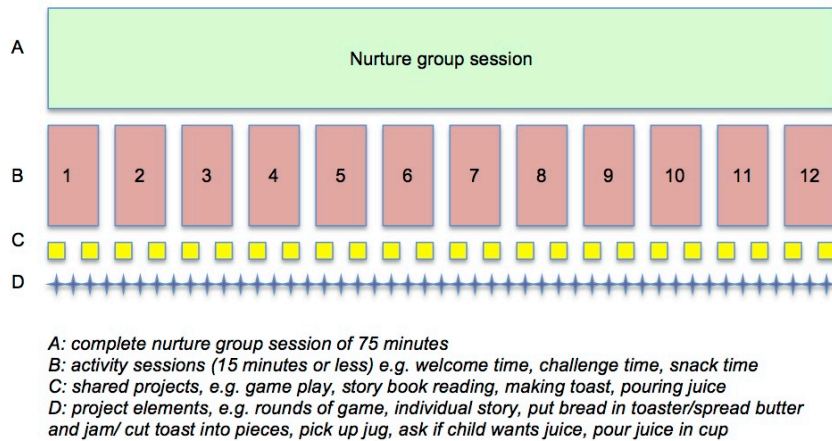 A
Nurture group session
B
1 2 3 4 5 6 7 8 9 10 11 12
C
D
A: complete nurture group session of 75 minutes
B: activity sessions (15 minutes or less) e.g. welcome time, challenge time, snack time
C: shared projects, e.g. game play, story book reading, making toast, pouring juice
D: project elements, e.g. rounds of game, individual story, put bread in toaster/spread butter
and jam/ cut toast into pieces, pick up jug, ask if child wants juice, pour juice in cup